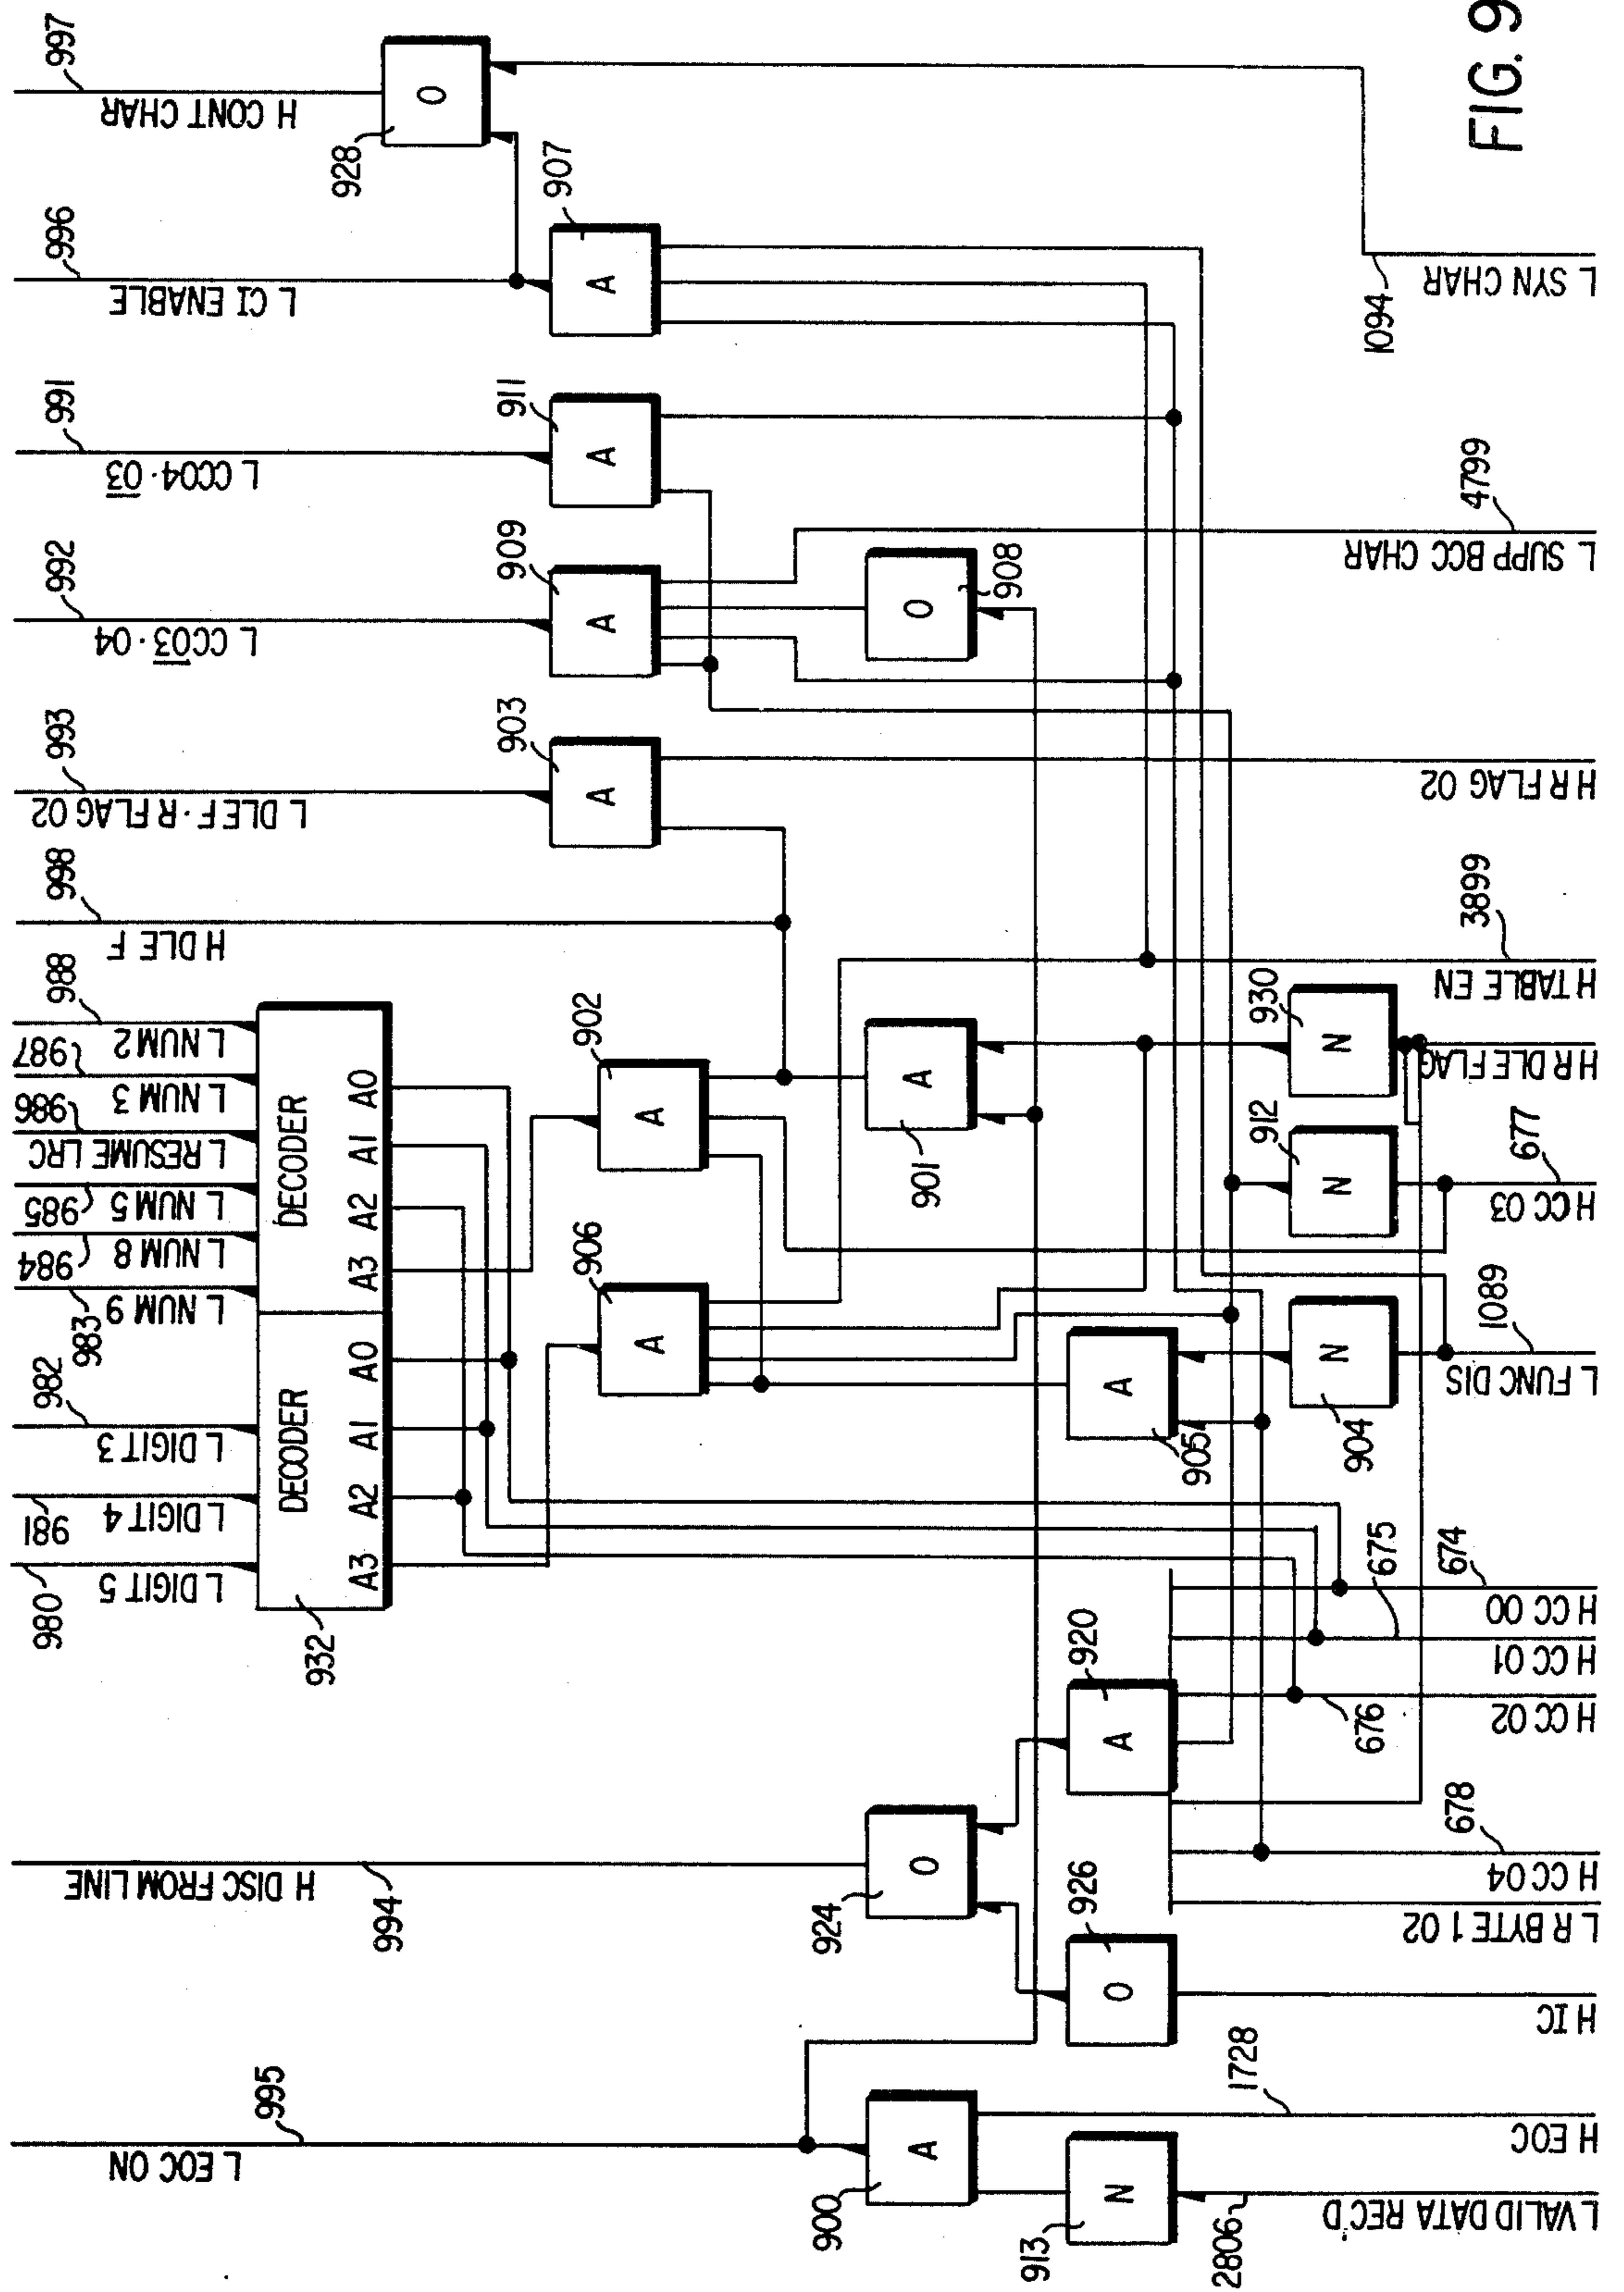 FIG. 9
997
H CONT CHAR
O
928
996
L CI ENABLE
907
A
L SYN CHAR
1094
991
L CC04·03
911
A
992
L CC03·04
909
A
O
908
4799
L SUPP BCC CHAR
993
L DLE F·R FLAG 02
903
A
H R FLAG 02
998
H DLE F
3899
H TABLE EN
988
L NUM 2
987
L NUM 3
986
L RESUME LRC
985
L NUM 5
984
L NUM 8
983
L NUM 9
982
L DIGIT 3
981
L DIGIT 4
980
L DIGIT 5
DECODER
A0
A1
A2
A3
DECODER
A0
A1
A2
A3
932
902
A
906
A
A
901
930
N
H R DLE FLAG
912
N
677
H CC 03
A
905
N
904
1089
L FUNC DIS
674
H CC 00
675
H CC 01
676
H CC 02
920
A
678
H CC 04
L R BYTE 1 02
994
H DISC FROM LINE
O
924
926
O
H IC
995
L EOC ON
A
900
1728
H EOC
N
913
2806
L VALID DATA REC'D